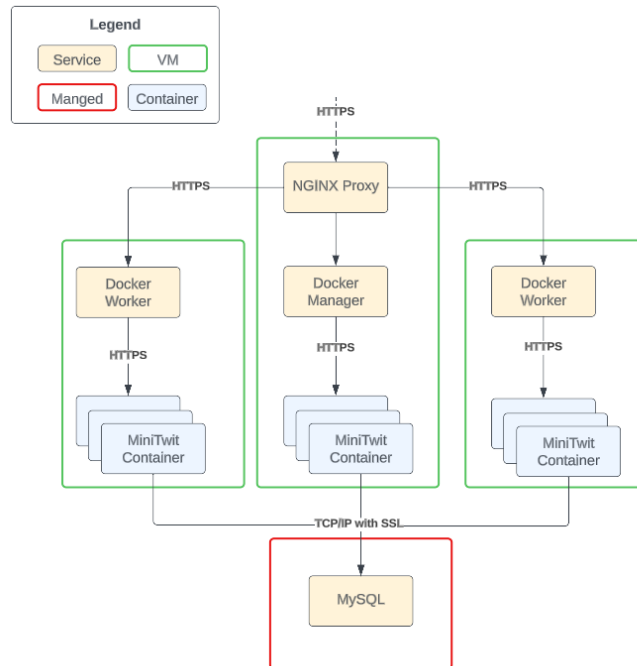 Legend
Service
VM
Manged
Container
HTTPS
NGINX Proxy
HTTPS
HTTPS
Docker
Worker
Docker
Manager
Docker
Worker
HTTPS
HTTPS
HTTPS
MiniTwit
Container
MiniTwit
Container
MiniTwit
Container
TCP/IP with SSL
MySQL